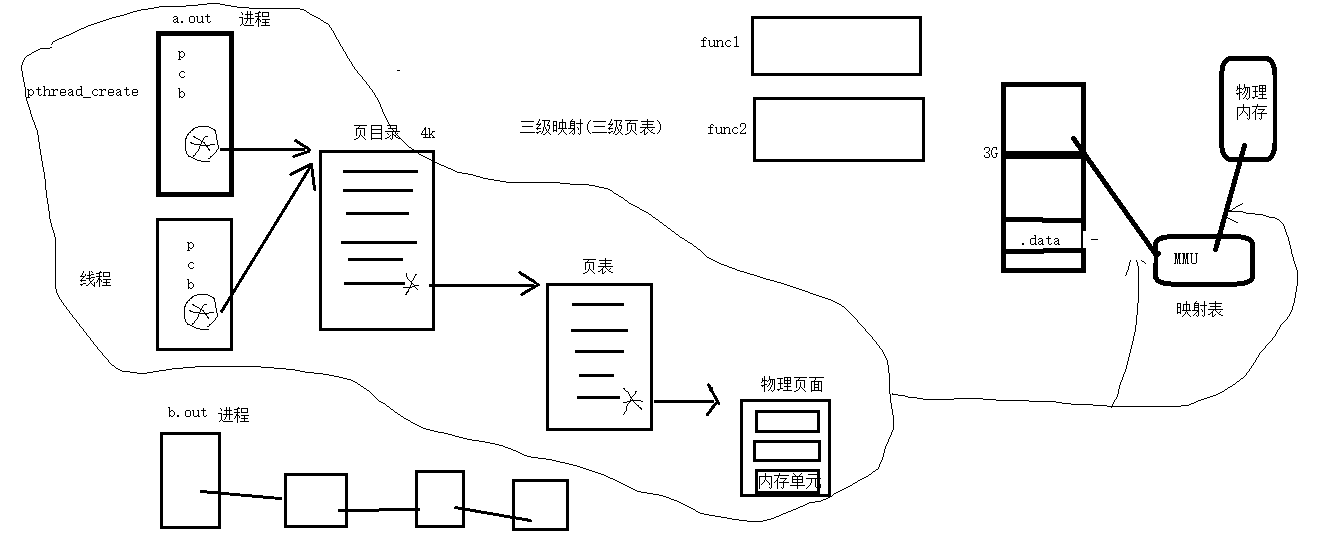 a.out 进程
p
c
b
pthread_create
页目录 4k
三级映射(三级页表)
func1
func2
3G
.data
物理
内存
MMU
映射表
线程
p
c
b
页表
物理页面
内存单元
b.out 进程